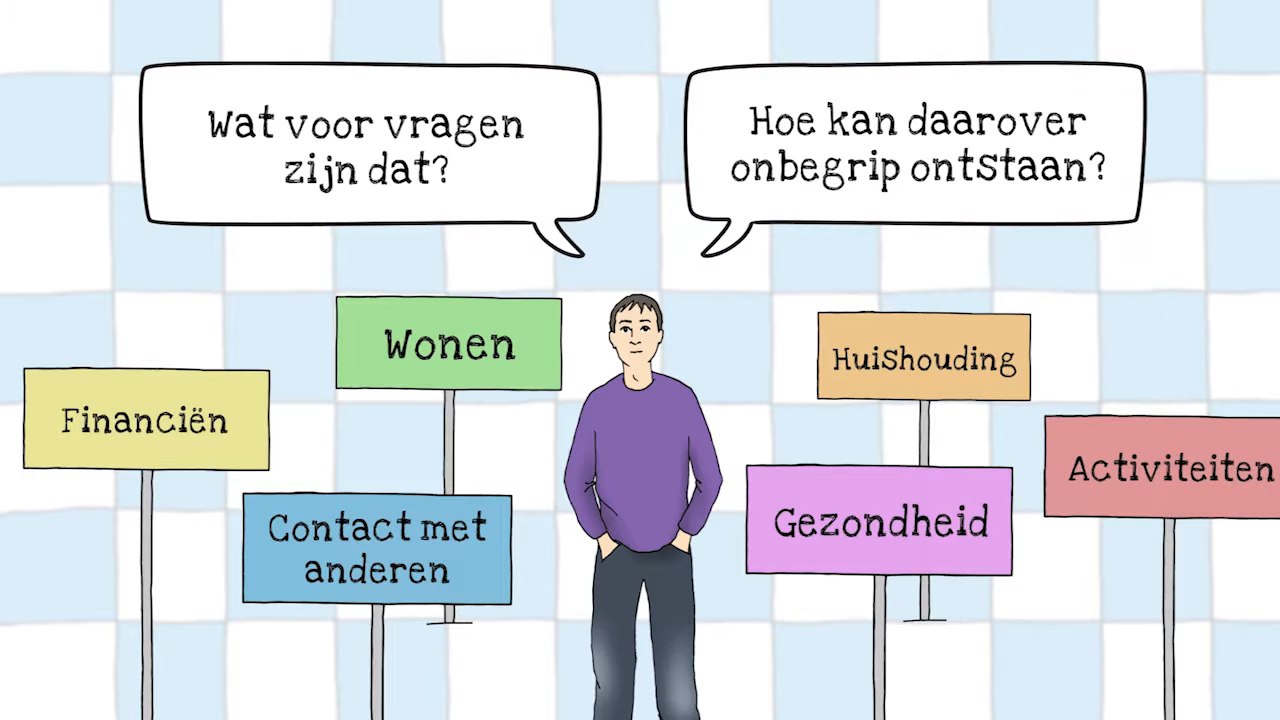 Wat voor vragen
zijn dat?
Hoe kan daarover
onbegrip ontstaan?
Wonen
Huishouding
Financiën
Activiteiten
Contact met
anderen
Gezondheid